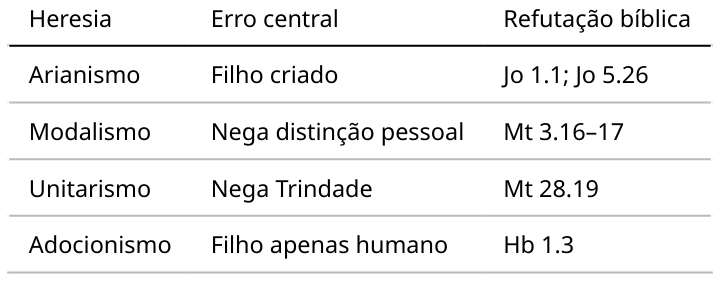 Heresia Erro central Refutação bíblica
Arianismo Filho criado Jo 1.1; Jo 5.26
Modalismo Nega distinção pessoal Mt 3.16–17
Unitarismo Nega Trindade Mt 28.19
Adocionismo Filho apenas humano Hb 1.3